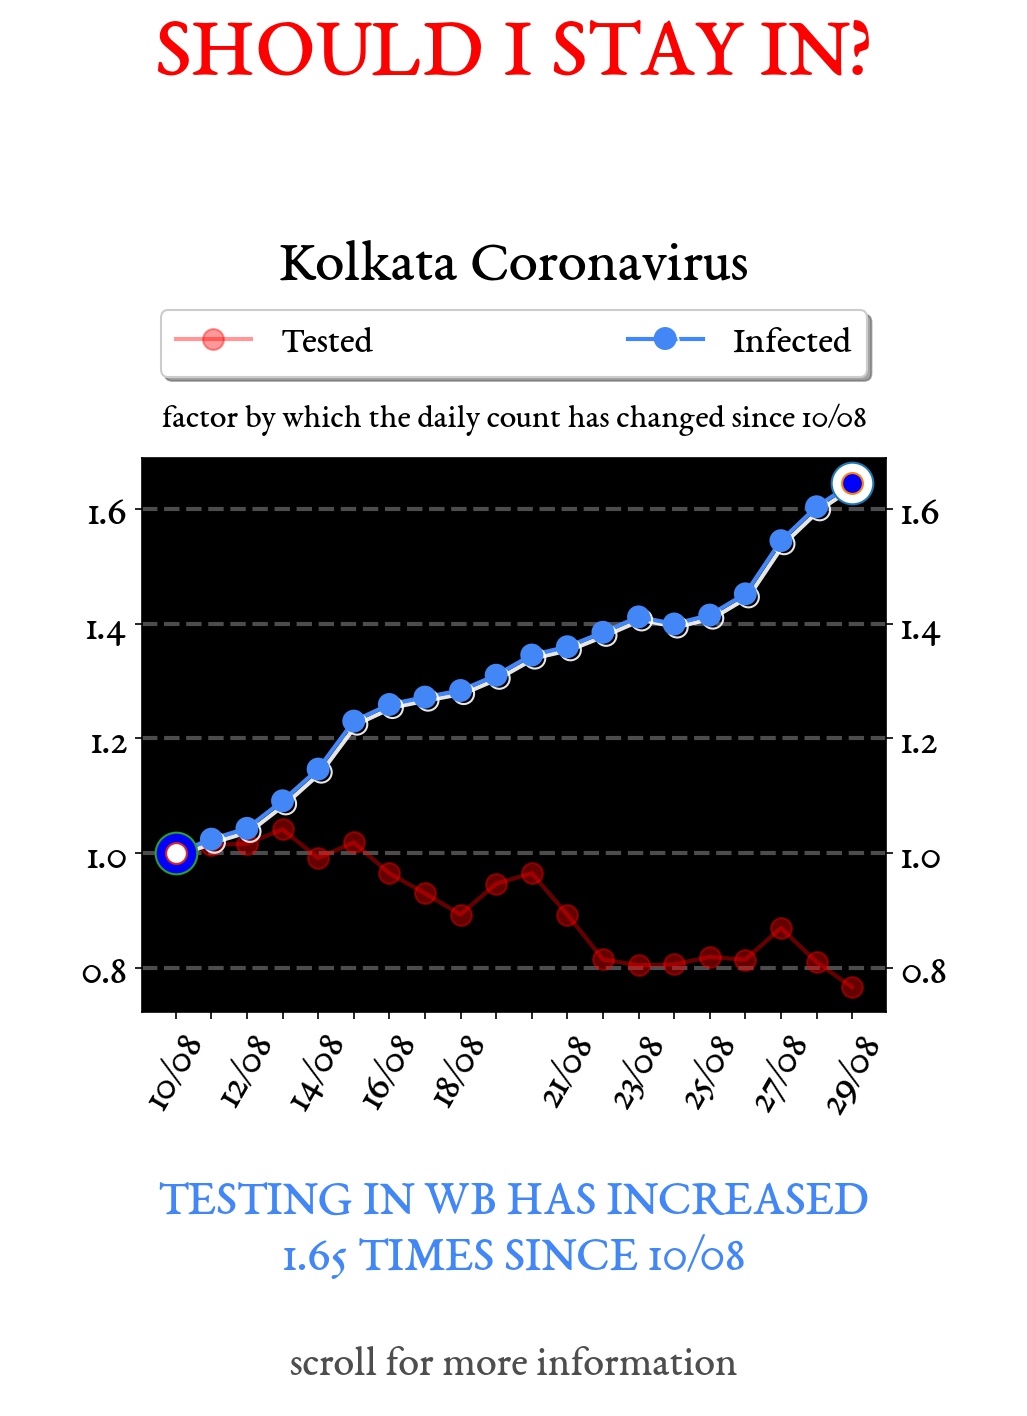 SHOULD I STAY IN?
Kolkata Coronavirus
Tested Infected
factor by which the daily count has changed since 10/08
1.6 1.6
1.4 1.4
1.2 1.2
1.0 1.0
0.8 0.8
10/08 12/08 14/08 16/08 18/08 21/08 23/08 25/08 27/08 29/08
TESTING IN WB HAS INCREASED
1.65 TIMES SINCE 10/08
scroll for more information